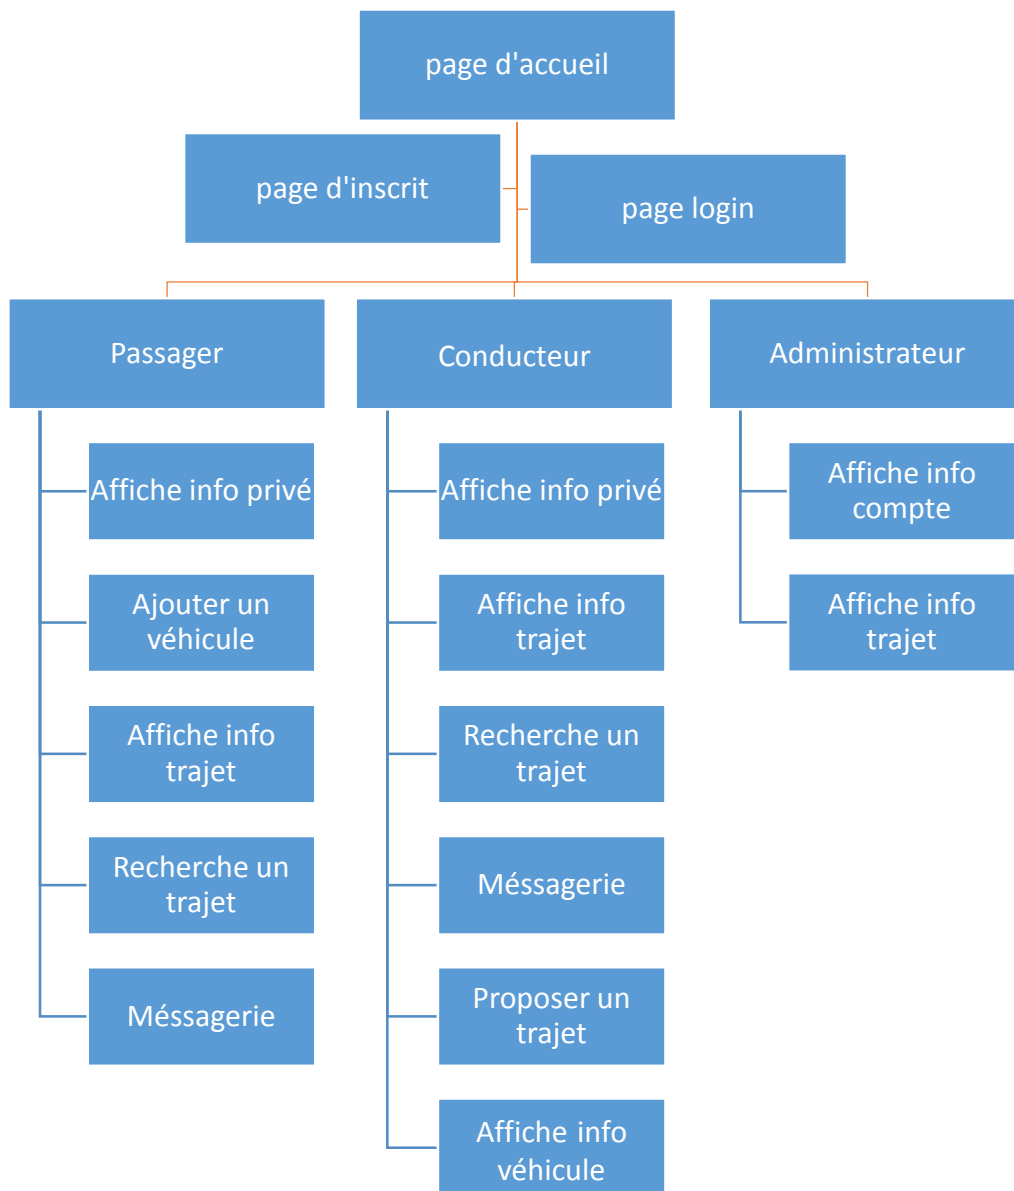 page d'accueil
page d'inscrit
page login
Passager
Conducteur
Administrateur
Affiche info privé
Ajouter un
véhicule
Affiche info
trajet
Recherche un
trajet
Méssagerie
Affiche info privé
Affiche info
trajet
Recherche un
trajet
Méssagerie
Proposer un
trajet
Affiche info
véhicule
Affiche info
compte
Affiche info
trajet